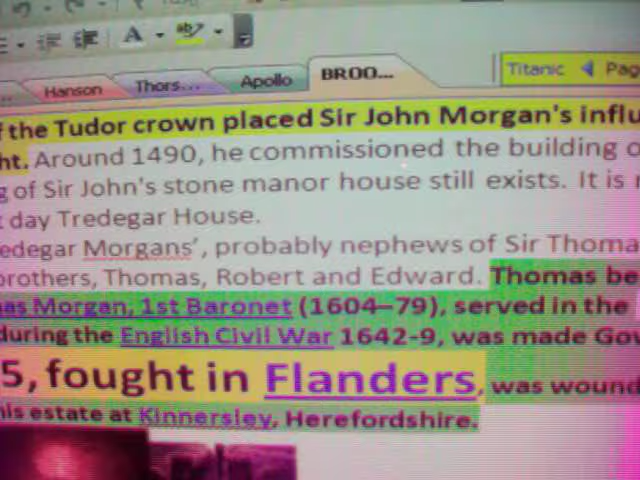 A
ab
Hanson
Thors...
Apollo
BROO...
Titanic
Pag
f the Tudor crown placed Sir John Morgan's influ
ht. Around 1490, he commissioned the building o
g of Sir John's stone manor house still exists. It is
t day Tredegar House.
edegar Morgans', probably nephews of Sir Thoma
brothers, Thomas, Robert and Edward. Thomas be
as Morgan, 1st Baronet (1604–79), served in the
during the English Civil War 1642-9, was made Gov
5, fought in Flanders, was wound
his estate at Kinnersley, Herefordshire.